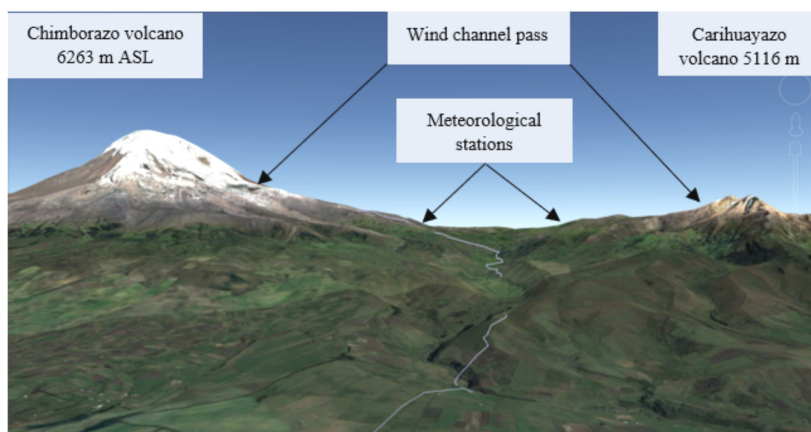 Chimborazo volcano
6263 m ASL
Wind channel pass
Carihuayazo
volcano 5116 m
Meteorological
stations